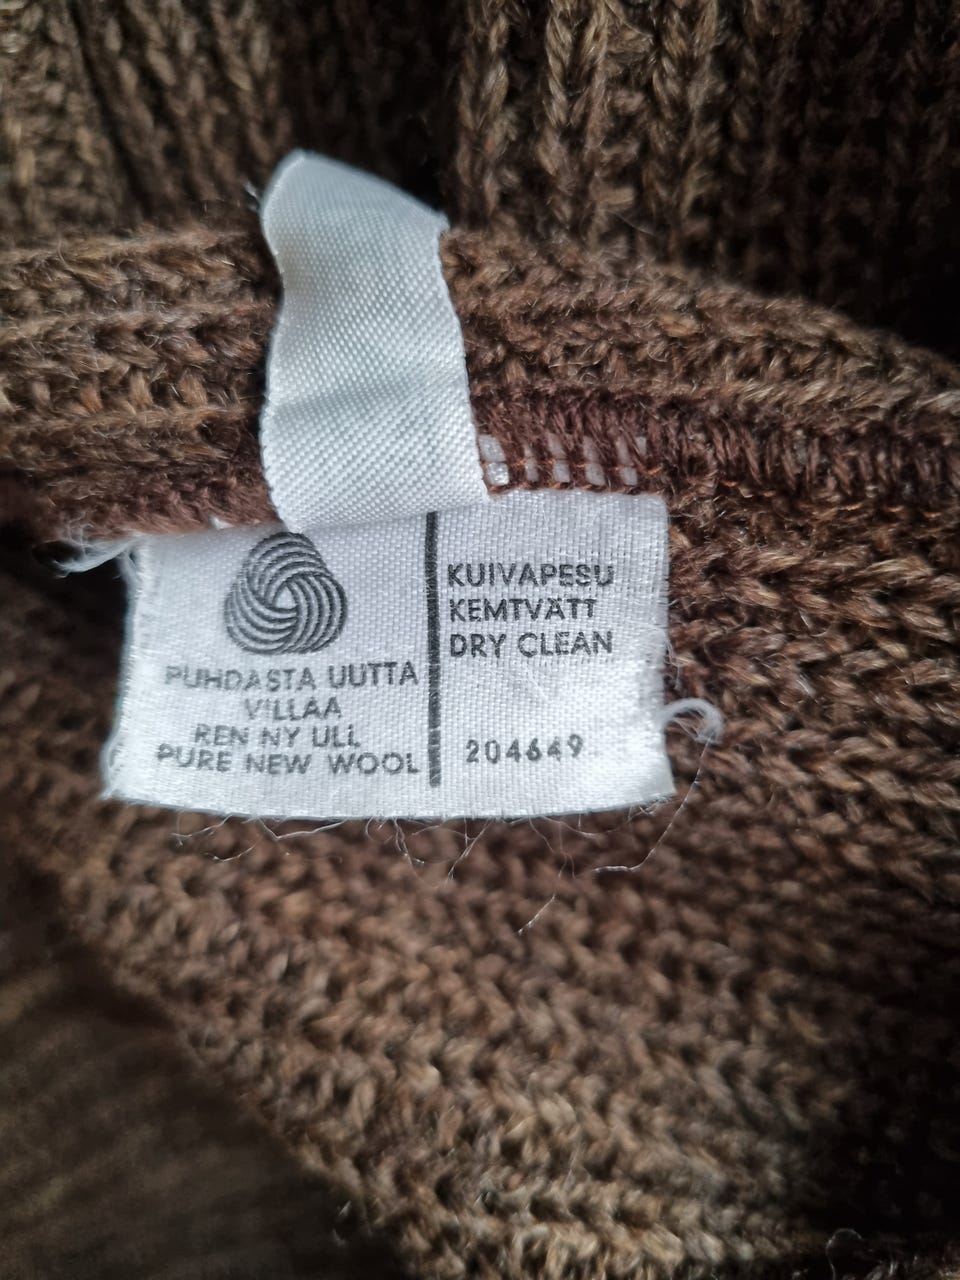 PUHDASTA UUTTA
VILLAA
REN NY ULL
PURE NEW WOOL
KUIVAPESU
KEMTVÄTT
DRY CLEAN
204649